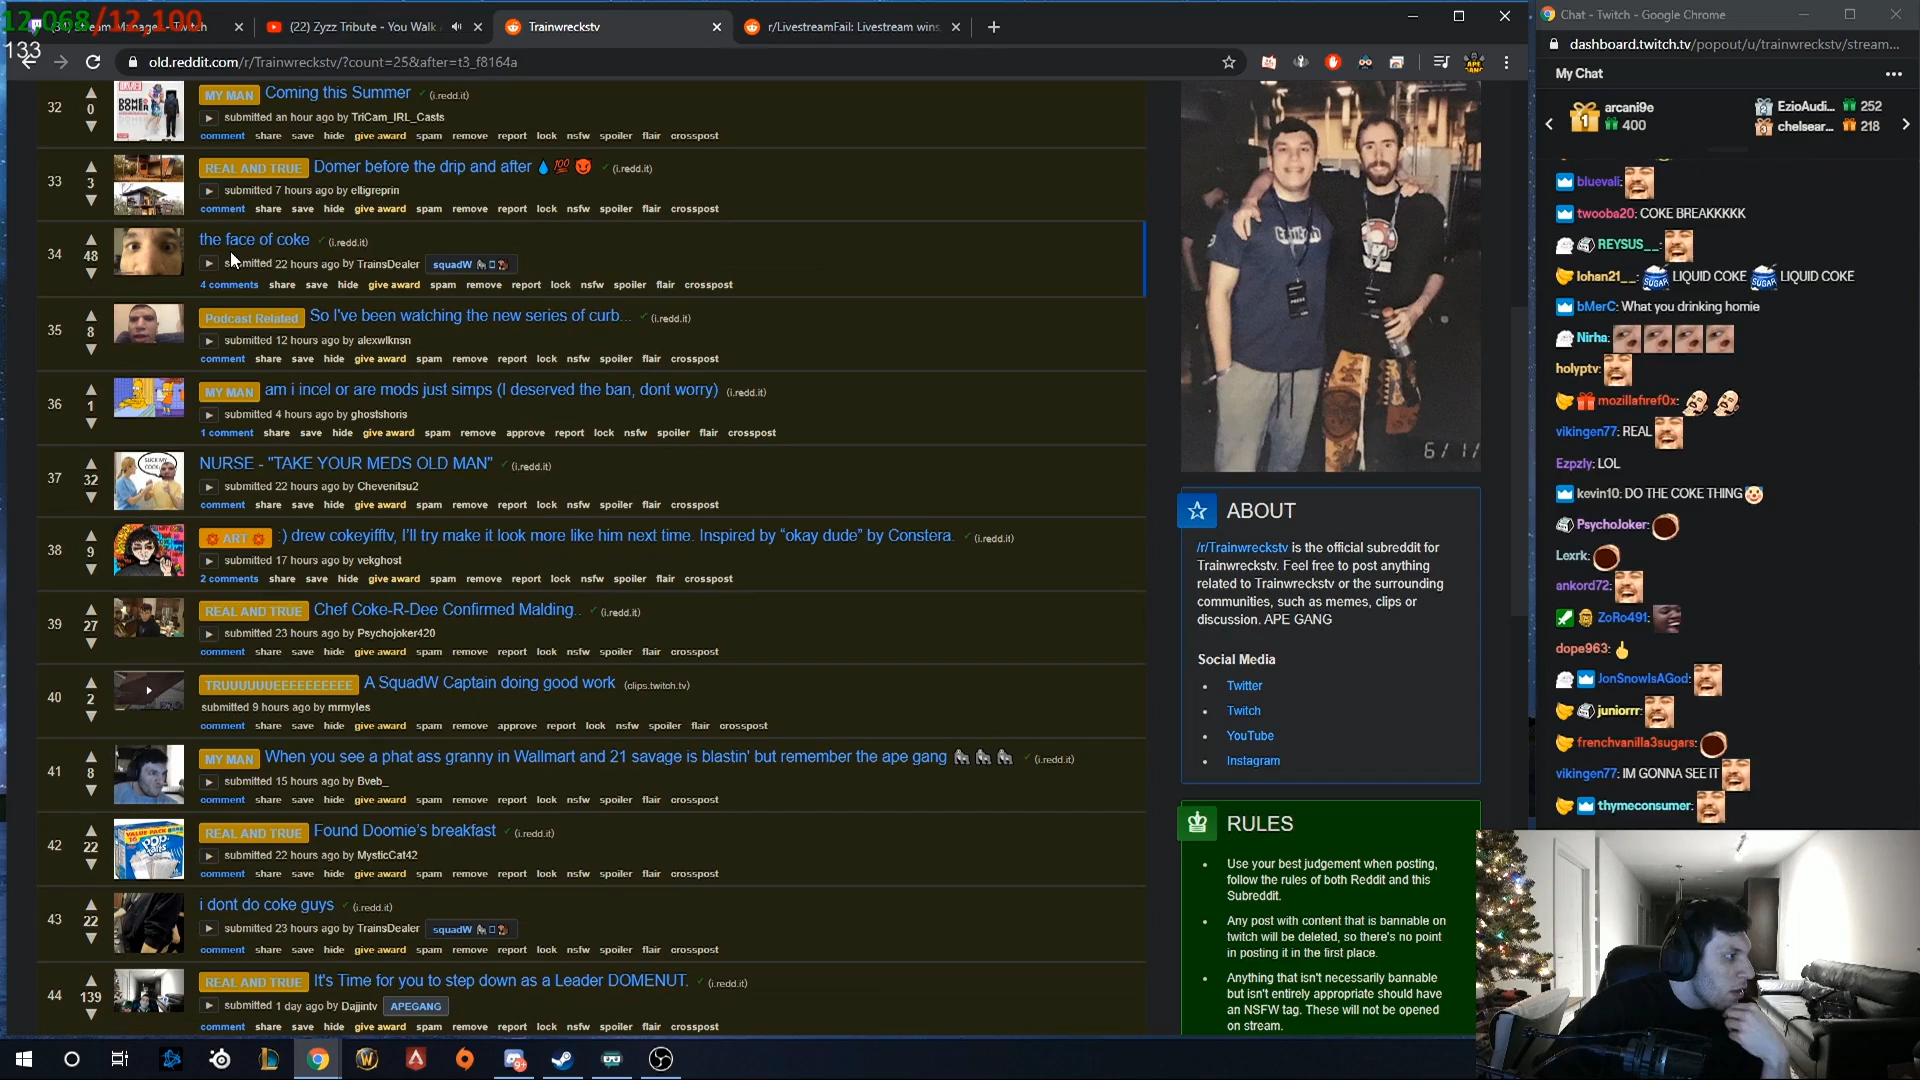 12,068/12,100
133
(34) Stream Manager - Twitch
(22) Zyzz Tribute - You Walk
Trainwreckstv
r/LivestreamFail: Livestream wins,
old.reddit.com/r/Trainwreckstv/?count=25&after=t3_f8164a
32
0
MY MAN Coming this Summer (i.redd.it)
submitted an hour ago by TriCam_IRL_Casts
comment share save hide give award spam remove report lock nsfw spoiler flair crosspost
33
3
REAL AND TRUE Domer before the drip and after 💧💯😈 (i.redd.it)
submitted 7 hours ago by eltigreprin
comment share save hide give award spam remove report lock nsfw spoiler flair crosspost
34
48
the face of coke (i.redd.it)
submitted 22 hours ago by TrainsDealer squadW
4 comments share save hide give award spam remove report lock nsfw spoiler flair crosspost
35
8
Podcast Related So I've been watching the new series of curb... (i.redd.it)
submitted 12 hours ago by alexwlknsn
comment share save hide give award spam remove report lock nsfw spoiler flair crosspost
36
1
MY MAN am i incel or are mods just simps (I deserved the ban, dont worry) (i.redd.it)
submitted 4 hours ago by ghostshoris
1 comment share save hide give award spam remove approve report lock nsfw spoiler flair crosspost
37
32
SUCK MY COCK
NURSE - "TAKE YOUR MEDS OLD MAN" (i.redd.it)
submitted 22 hours ago by Chevenitsu2
comment share save hide give award spam remove report lock nsfw spoiler flair crosspost
38
9
ART :) drew cokeyifftv, I'll try make it look more like him next time. Inspired by “okay dude” by Constera. (i.redd.it)
submitted 17 hours ago by vekghost
2 comments share save hide give award spam remove report lock nsfw spoiler flair crosspost
39
27
REAL AND TRUE Chef Coke-R-Dee Confirmed Malding.. (i.redd.it)
submitted 23 hours ago by Psychojoker420
comment share save hide give award spam remove report lock nsfw spoiler flair crosspost
40
2
TRUUUUUUEEEEEEEEEE A SquadW Captain doing good work (clips.twitch.tv)
submitted 9 hours ago by mrmyles
comment share save hide give award spam remove approve report lock nsfw spoiler flair crosspost
41
8
MY MAN When you see a phat ass granny in Wallmart and 21 savage is blastin' but remember the ape gang 🦍🦍🦍 (i.redd.it)
submitted 15 hours ago by Bveb_
comment share save hide give award spam remove report lock nsfw spoiler flair crosspost
42
22
REAL AND TRUE Found Doomie's breakfast (i.redd.it)
submitted 22 hours ago by MysticCat42
comment share save hide give award spam remove report lock nsfw spoiler flair crosspost
43
22
i dont do coke guys (i.redd.it)
submitted 23 hours ago by TrainsDealer squadW
comment share save hide give award spam remove report lock nsfw spoiler flair crosspost
44
139
REAL AND TRUE It's Time for you to step down as a Leader DOMENUT. (i.redd.it)
submitted 1 day ago by Dajjintv APEGANG
comment share save hide give award spam remove report lock nsfw spoiler flair crosspost
6/17
ABOUT
/r/Trainwreckstv is the official subreddit for
Trainwreckstv. Feel free to post anything
related to Trainwreckstv or the surrounding
communities, such as memes, clips or
discussion. APE GANG
Social Media
Twitter
Twitch
YouTube
Instagram
RULES
Use your best judgement when posting,
follow the rules of both Reddit and this
Subreddit.
Any post with content that is bannable on
twitch will be deleted, so there's no point
in posting it in the first place.
Anything that isn't necessarily bannable
but isn't entirely appropriate should have
an NSFW tag. These will not be opened
on stream.
Chat - Twitch - Google Chrome
dashboard.twitch.tv/popout/u/trainwreckstv/stream...
My Chat
1 arcani9e
400
EzioAudi... 252
chelsear... 218
bluevali:
twooba20: COKE BREAKKKKK
REYSUS__:
lohan21__: LIQUID COKE LIQUID COKE
bMerC: What you drinking homie
Nirha:
holyptv:
mozillafiref0x:
vikingen77: REAL
Ezpzly: LOL
kevin10: DO THE COKE THING 🤡
PsychoJoker:
Lexrk:
ankord72:
ZoRo491:
dope963: 🖕
JonSnowIsAGod:
juniorrr:
frenchvanilla3sugars:
vikingen77: IM GONNA SEE IT
thymeconsumer: